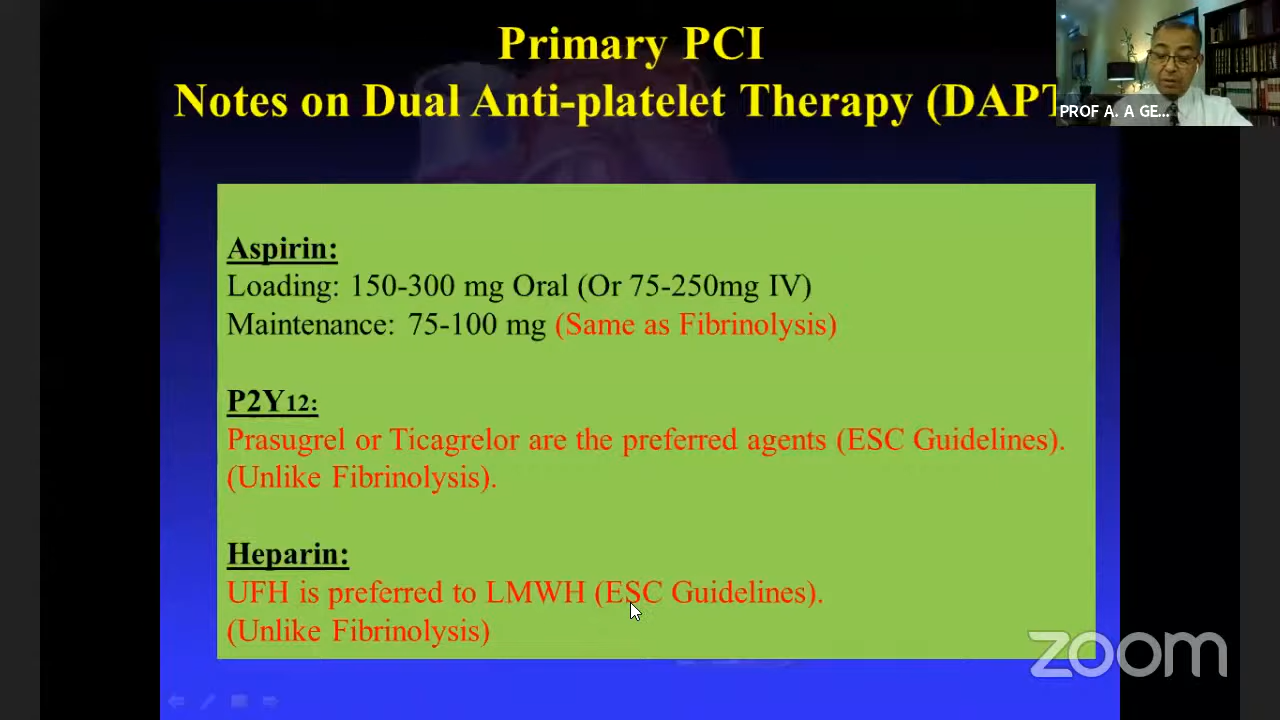 Primary PCI
Notes on Dual Anti-platelet Therapy (DAPT
PROF A. A GE...
Aspirin:
Loading: 150-300 mg Oral (Or 75-250mg IV)
Maintenance: 75-100 mg (Same as Fibrinolysis)
P2Y12:
Prasugrel or Ticagrelor are the preferred agents (ESC Guidelines).
(Unlike Fibrinolysis).
Heparin:
UFH is preferred to LMWH (ESC Guidelines).
(Unlike Fibrinolysis)
zoom